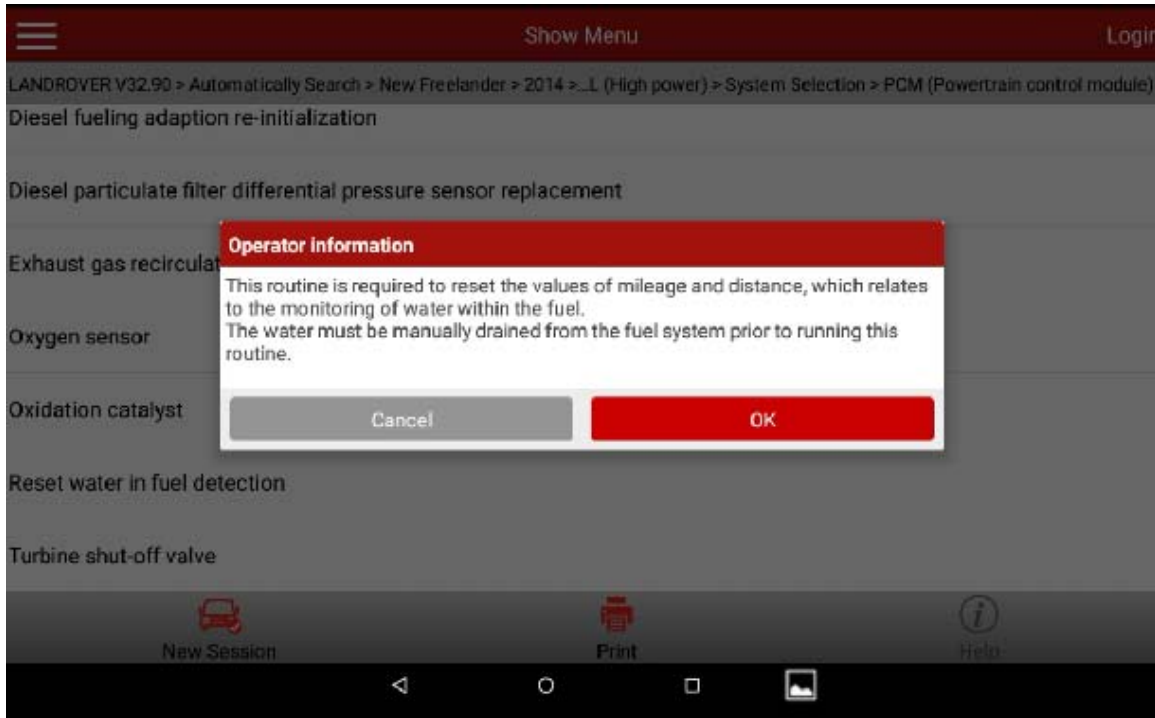 Show Menu
Login
LANDROVER V32.90 > Automatically Search > New Freelander > 2014 >...L (High power) > System Selection > PCM (Powertrain control module)
Diesel fueling adaption re-initialization
Diesel particulate filter differential pressure sensor replacement
Exhaust gas recirculat
Operator information
This routine is required to reset the values of mileage and distance, which relates
to the monitoring of water within the fuel.
The water must be manually drained from the fuel system prior to running this
routine.
Oxygen sensor
Cancel
OK
Oxidation catalyst
Reset water in fuel detection
Turbine shut-off valve
New Session
Print
Help